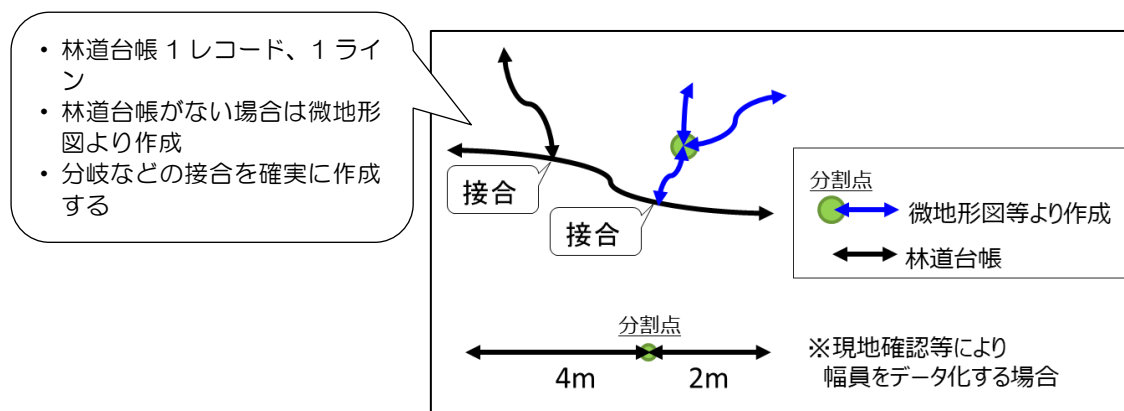 • 林道台帳 1 レコード、1 ライ
ン
• 林道台帳がない場合は微地形
図より作成
• 分岐などの接合を確実に作成
する
接合
接合
分割点
微地形図等より作成
林道台帳
分割点
4m
2m
※現地確認等により
幅員をデータ化する場合